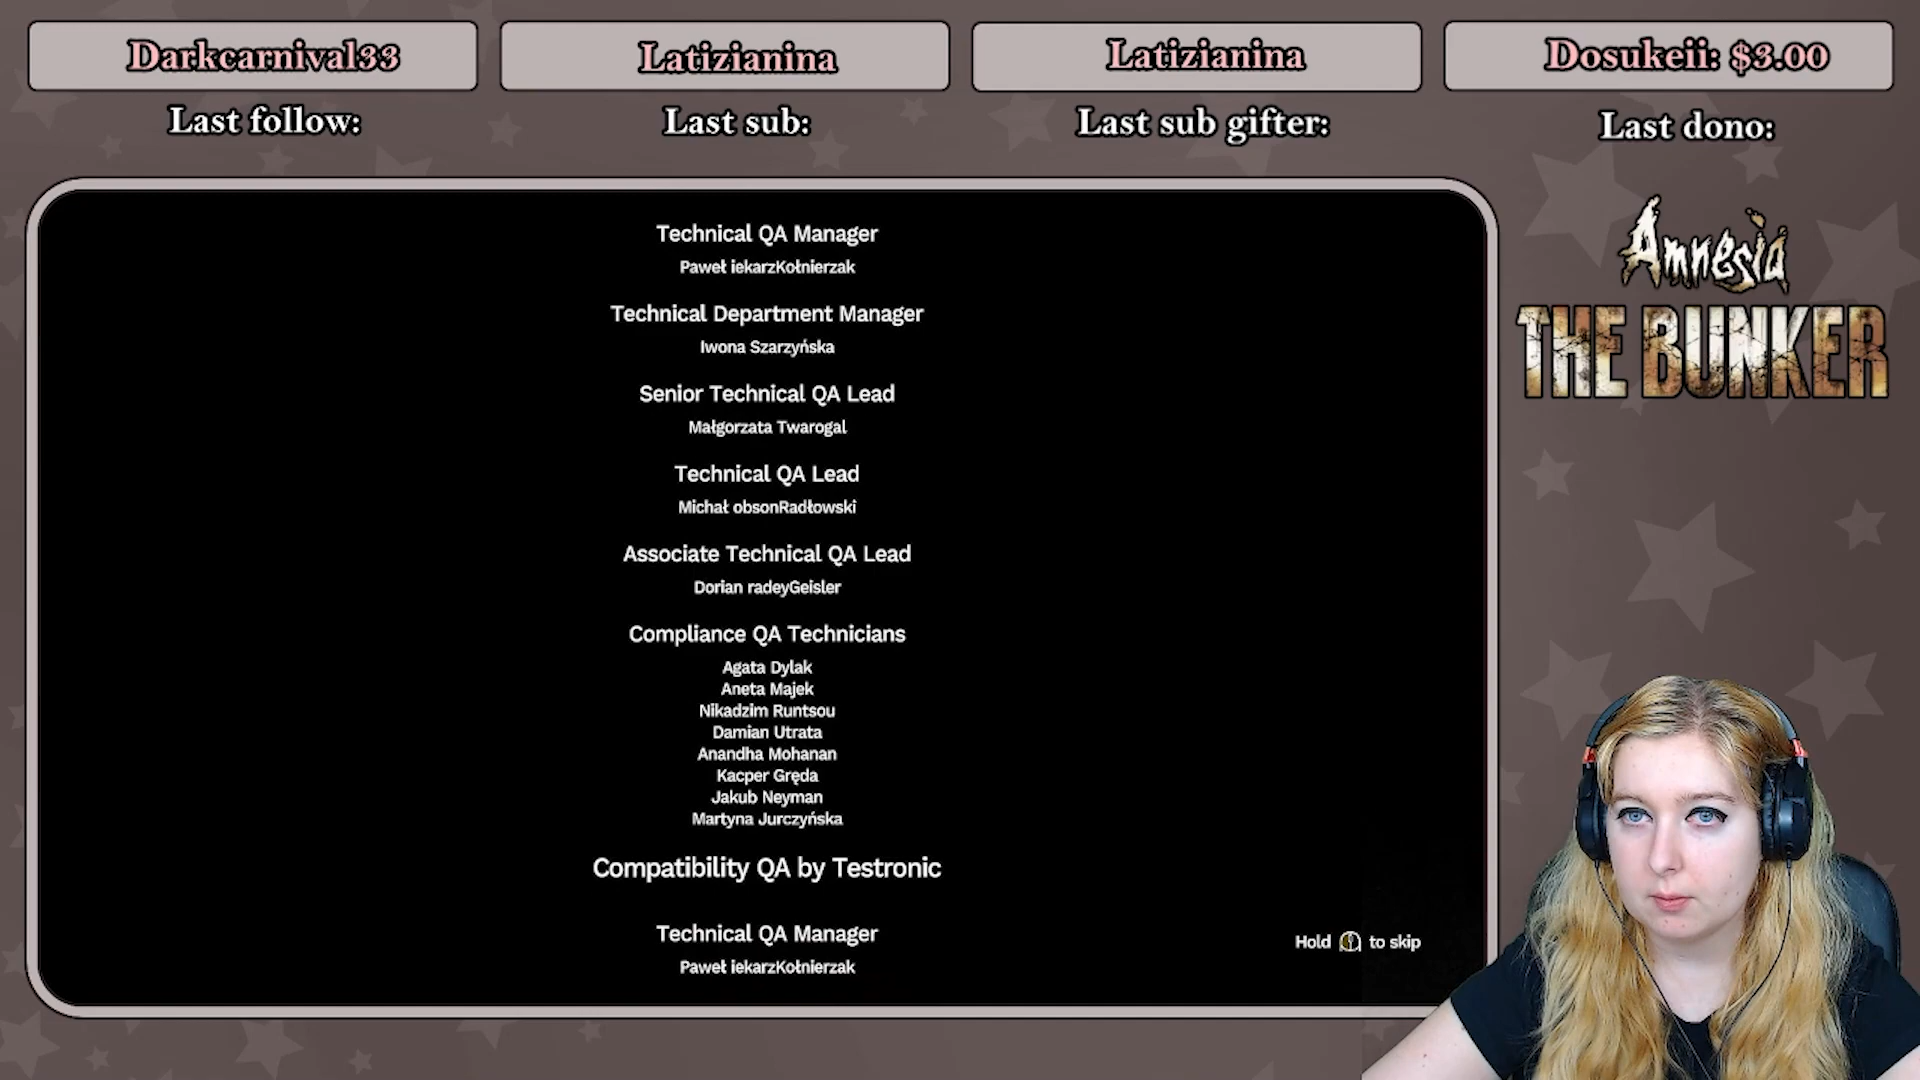 Darkcarnival33
Latizianina
Latizianina
Dosukeii: $3.00
Last follow:
Last sub:
Last sub gifter:
Last dono:
Amnesia
THE BUNKER
Technical QA Manager
Paweł iekarzKołnierzak
Technical Department Manager
Iwona Szarzyńska
Senior Technical QA Lead
Małgorzata Twarogal
Technical QA Lead
Michał obsonRadłowski
Associate Technical QA Lead
Dorian radeyGeisler
Compliance QA Technicians
Agata Dylak
Aneta Majek
Nikadzim Runtsou
Damian Utrata
Anandha Mohanan
Kacper Gręda
Jakub Neyman
Martyna Jurczyńska
Compatibility QA by Testronic
Technical QA Manager
Paweł iekarzKołnierzak
Hold to skip